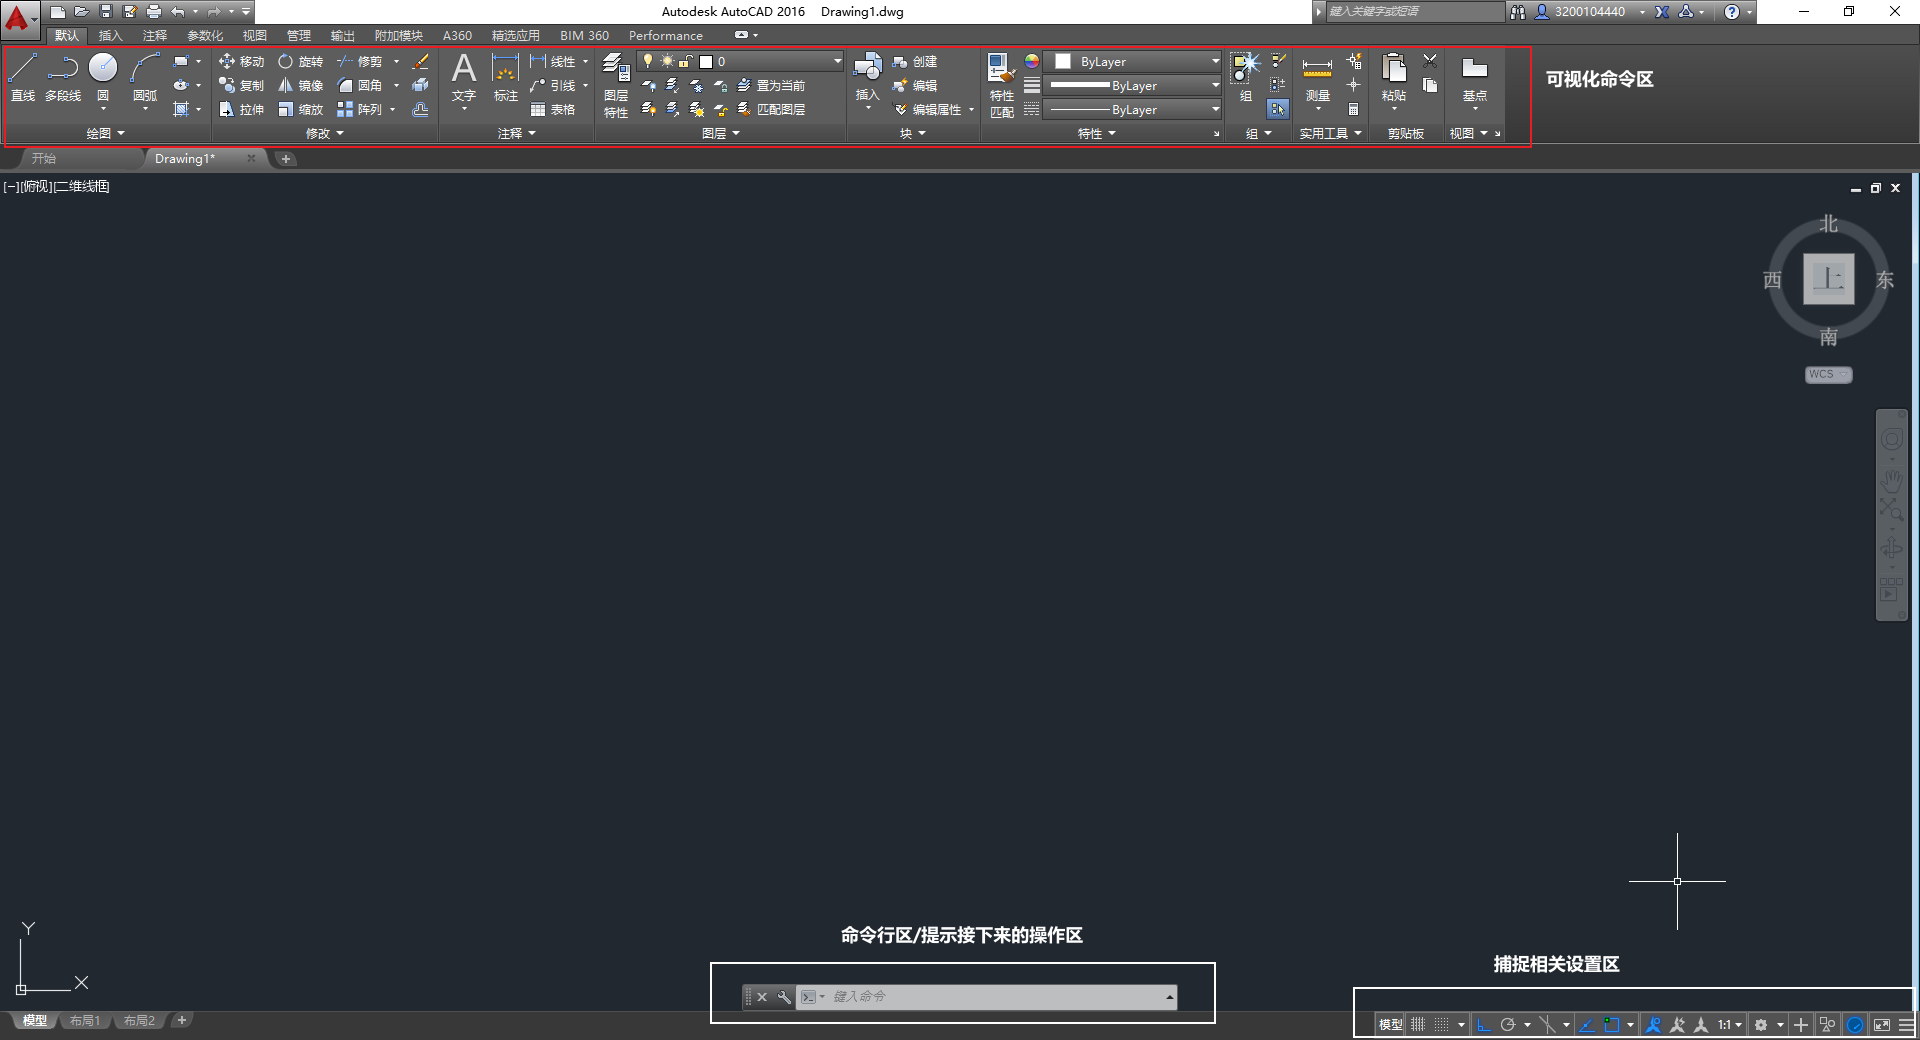 Autodesk AutoCAD 2016 Drawing1.dwg 键入关键字或短语 3200104440
默认 插入 注释 参数化 视图 管理 输出 附加模块 A360 精选应用 BIM 360 Performance
移动 旋转 修剪 线性 0 创建 ByLayer
直线 多段线 圆 圆弧 复制 镜像 圆角 文字 标注 引线 图层 置为当前 插入 编辑 特性 ByLayer 组 测量 粘贴 基点
拉伸 缩放 阵列 表格 特性 匹配图层 编辑属性 匹配 ByLayer
绘图 修改 注释 图层 块 特性 组 实用工具 剪贴板 视图
可视化命令区
开始 Drawing1*
[−][俯视][二维线框]
北
西 上 东
南
WCS
Y
X
命令行区/提示接下来的操作区
键入命令
捕捉相关设置区
模型 布局1 布局2
模型 1:1